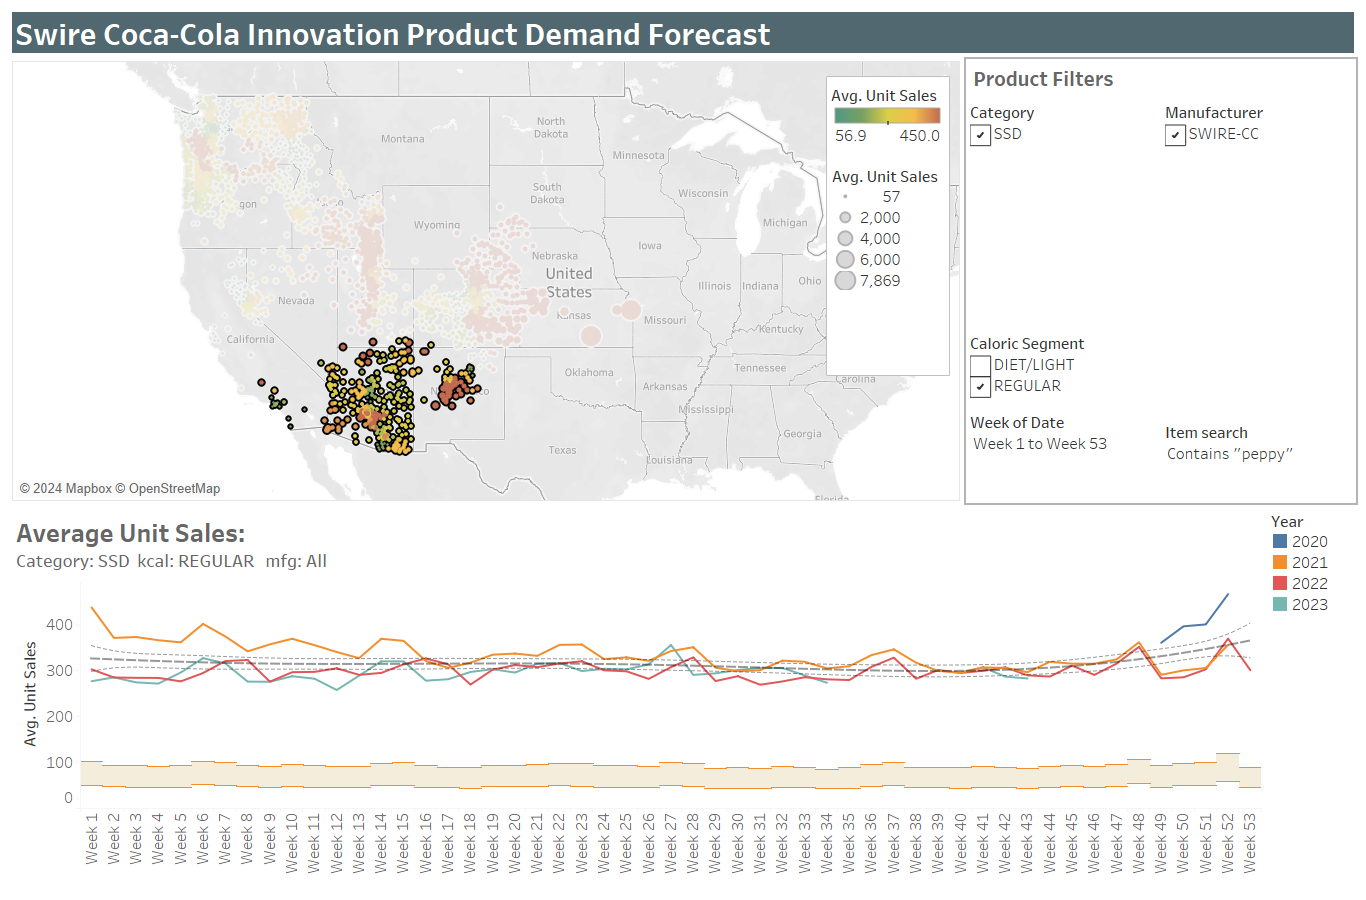 Swire Coca-Cola Innovation Product Demand Forecast
Montana
North
Dakota
Minnesota
South
Dakota
Wisconsin
Michigan
gon
Wyoming
Iowa
Nebraska
United
States
Nevada
Illinois
Indiana
Ohio
Kansas
Missouri
California
Kentucky
Oklahoma
Tennessee
Arkansas
Carolina
Mississippi
Georgia
Texas
Louisiana
Florida
© 2024 Mapbox © OpenStreetMap
Avg. Unit Sales
56.9 450.0
Avg. Unit Sales
57
2,000
4,000
6,000
7,869
Product Filters
Category
SSD
Manufacturer
SWIRE-CC
Caloric Segment
DIET/LIGHT
REGULAR
Week of Date
Week 1 to Week 53
Item search
Contains "peppy"
Average Unit Sales:
Category: SSD kcal: REGULAR mfg: All
Year
2020
2021
2022
2023
Avg. Unit Sales
400
300
200
100
0
Week 1
Week 2
Week 3
Week 4
Week 5
Week 6
Week 7
Week 8
Week 9
Week 10
Week 11
Week 12
Week 13
Week 14
Week 15
Week 16
Week 17
Week 18
Week 19
Week 20
Week 21
Week 22
Week 23
Week 24
Week 25
Week 26
Week 27
Week 28
Week 29
Week 30
Week 31
Week 32
Week 33
Week 34
Week 35
Week 36
Week 37
Week 38
Week 39
Week 40
Week 41
Week 42
Week 43
Week 44
Week 45
Week 46
Week 47
Week 48
Week 49
Week 50
Week 51
Week 52
Week 53